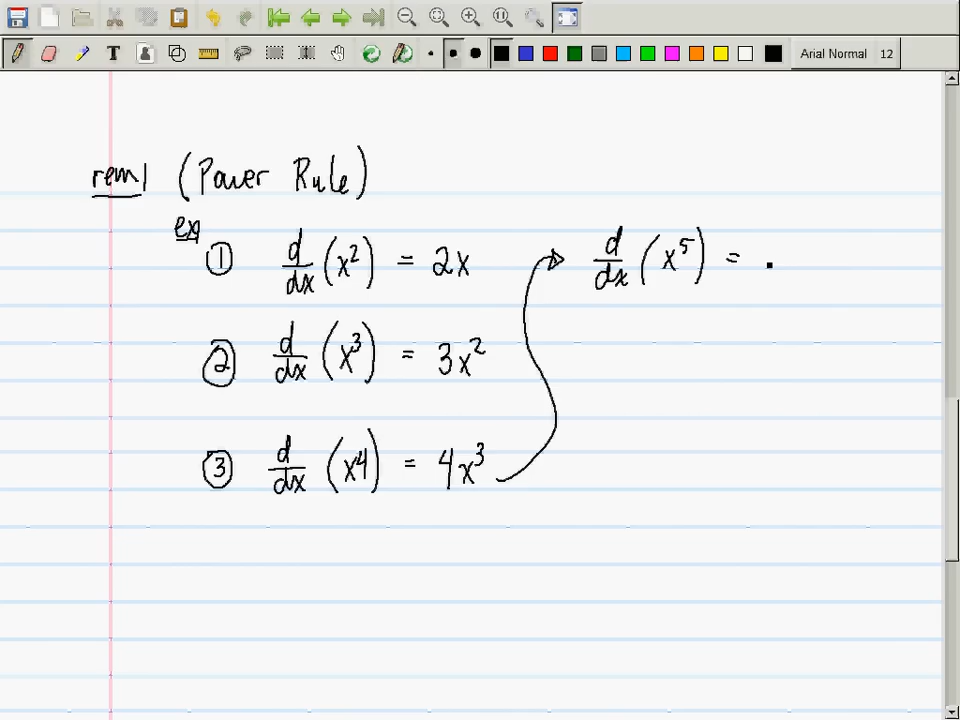 Arial Normal 12
rem1 (Power Rule)
ex
① d/dx (x²) = 2x
② d/dx (x³) = 3x²
③ d/dx (x⁴) = 4x³
d/dx (x⁵) = .